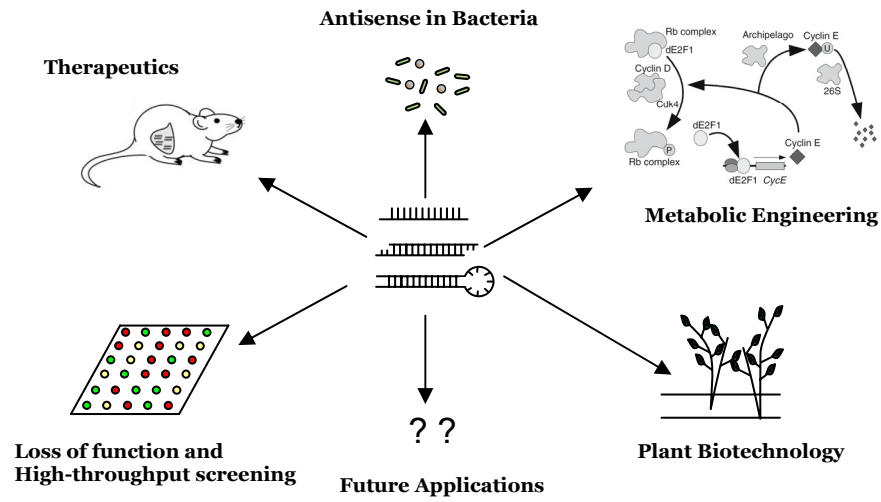 Antisense in Bacteria
Therapeutics
Rb complex
dE2F1
Cyclin D
Cdk4
Rb complex
P
dE2F1
dE2F1 CycE
Cyclin E
Archipelago
Cyclin E
U
26S
Metabolic Engineering
Loss of function and
High-throughput screening
? ?
Future Applications
Plant Biotechnology